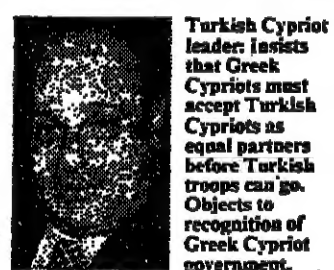 Turkish Cypriot
leader: Insists
that Greek
Cypriots must
accept Turkish
Cypriots as
equal partners
before Turkish
troops can go.
Objects to
recognition of
Greek Cypriot
government.